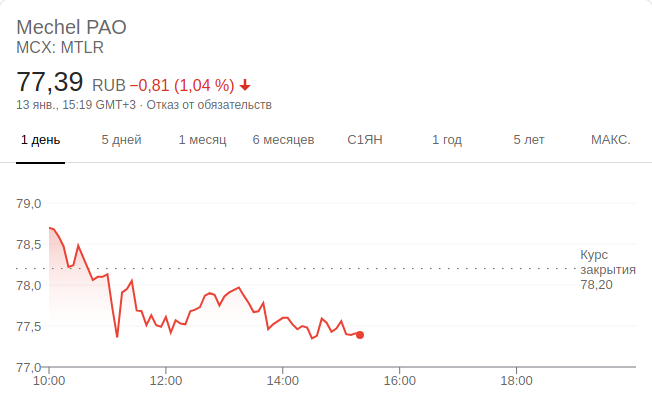 Mechel PAO
MCX: MTLR
77,39 RUB −0,81 (1,04 %)
13 янв., 15:19 GMT+3 · Отказ от обязательств
1 день 5 дней 1 месяц 6 месяцев С1ЯН 1 год 5 лет МАКС.
79,0
78,5
Курс
закрытия
78,20
78,0
77,5
77,0
10:00 12:00 14:00 16:00 18:00